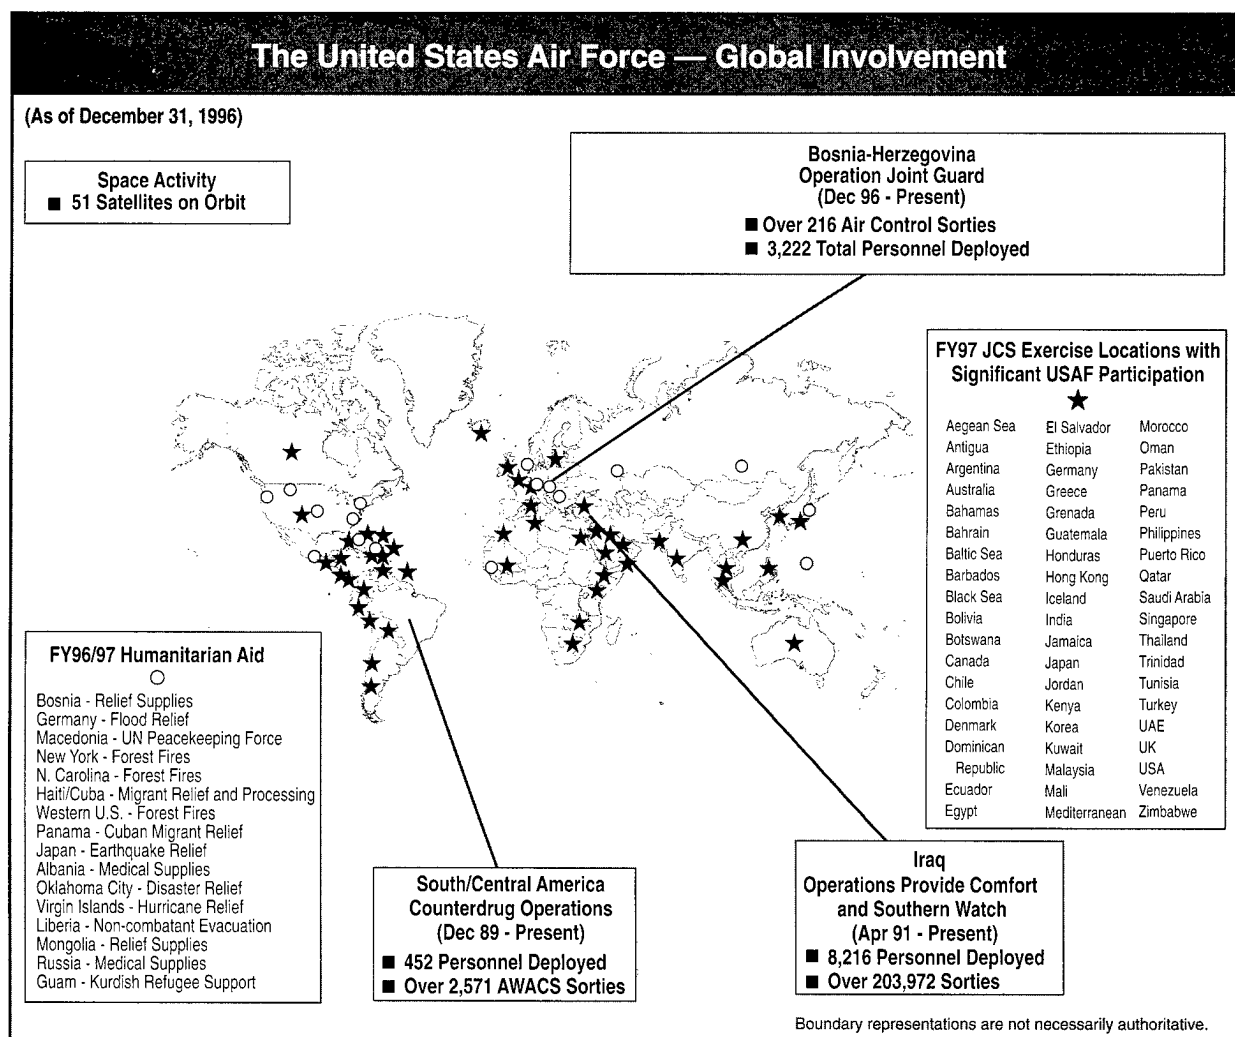 The United States Air Force — Global Involvement
(As of December 31, 1996)
Space Activity
■ 51 Satellites on Orbit
Bosnia-Herzegovina
Operation Joint Guard
(Dec 96 - Present)
■ Over 216 Air Control Sorties
■ 3,222 Total Personnel Deployed
FY97 JCS Exercise Locations with
Significant USAF Participation
★
Aegean Sea
Antigua
Argentina
Australia
Bahamas
Bahrain
Baltic Sea
Barbados
Black Sea
Bolivia
Botswana
Canada
Chile
Colombia
Denmark
Dominican
Republic
Ecuador
Egypt
El Salvador
Ethiopia
Germany
Greece
Grenada
Guatemala
Honduras
Hong Kong
Iceland
India
Jamaica
Japan
Jordan
Kenya
Korea
Kuwait
Malaysia
Mali
Mediterranean
Morocco
Oman
Pakistan
Panama
Peru
Philippines
Puerto Rico
Qatar
Saudi Arabia
Singapore
Thailand
Trinidad
Tunisia
Turkey
UAE
UK
USA
Venezuela
Zimbabwe
FY96/97 Humanitarian Aid
○
Bosnia - Relief Supplies
Germany - Flood Relief
Macedonia - UN Peacekeeping Force
New York - Forest Fires
N. Carolina - Forest Fires
Haiti/Cuba - Migrant Relief and Processing
Western U.S. - Forest Fires
Panama - Cuban Migrant Relief
Japan - Earthquake Relief
Albania - Medical Supplies
Oklahoma City - Disaster Relief
Virgin Islands - Hurricane Relief
Liberia - Non-combatant Evacuation
Mongolia - Relief Supplies
Russia - Medical Supplies
Guam - Kurdish Refugee Support
South/Central America
Counterdrug Operations
(Dec 89 - Present)
■ 452 Personnel Deployed
■ Over 2,571 AWACS Sorties
Iraq
Operations Provide Comfort
and Southern Watch
(Apr 91 - Present)
■ 8,216 Personnel Deployed
■ Over 203,972 Sorties
Boundary representations are not necessarily authoritative.